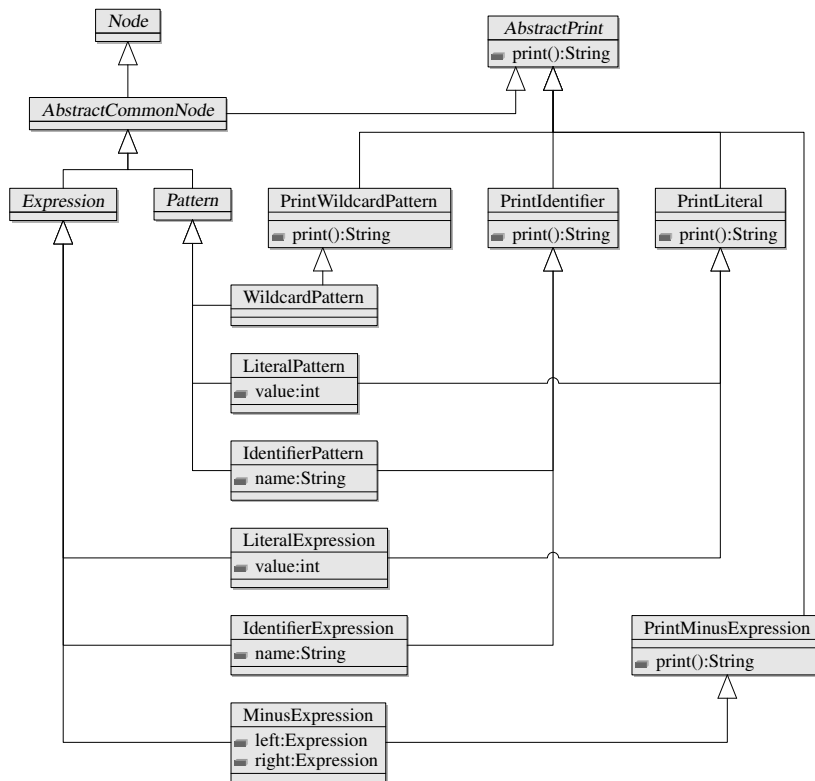 Node
AbstractPrint
print():String
AbstractCommonNode
Expression
Pattern
PrintWildcardPattern
print():String
PrintIdentifier
print():String
PrintLiteral
print():String
WildcardPattern
LiteralPattern
value:int
IdentifierPattern
name:String
LiteralExpression
value:int
IdentifierExpression
name:String
PrintMinusExpression
print():String
MinusExpression
left:Expression
right:Expression